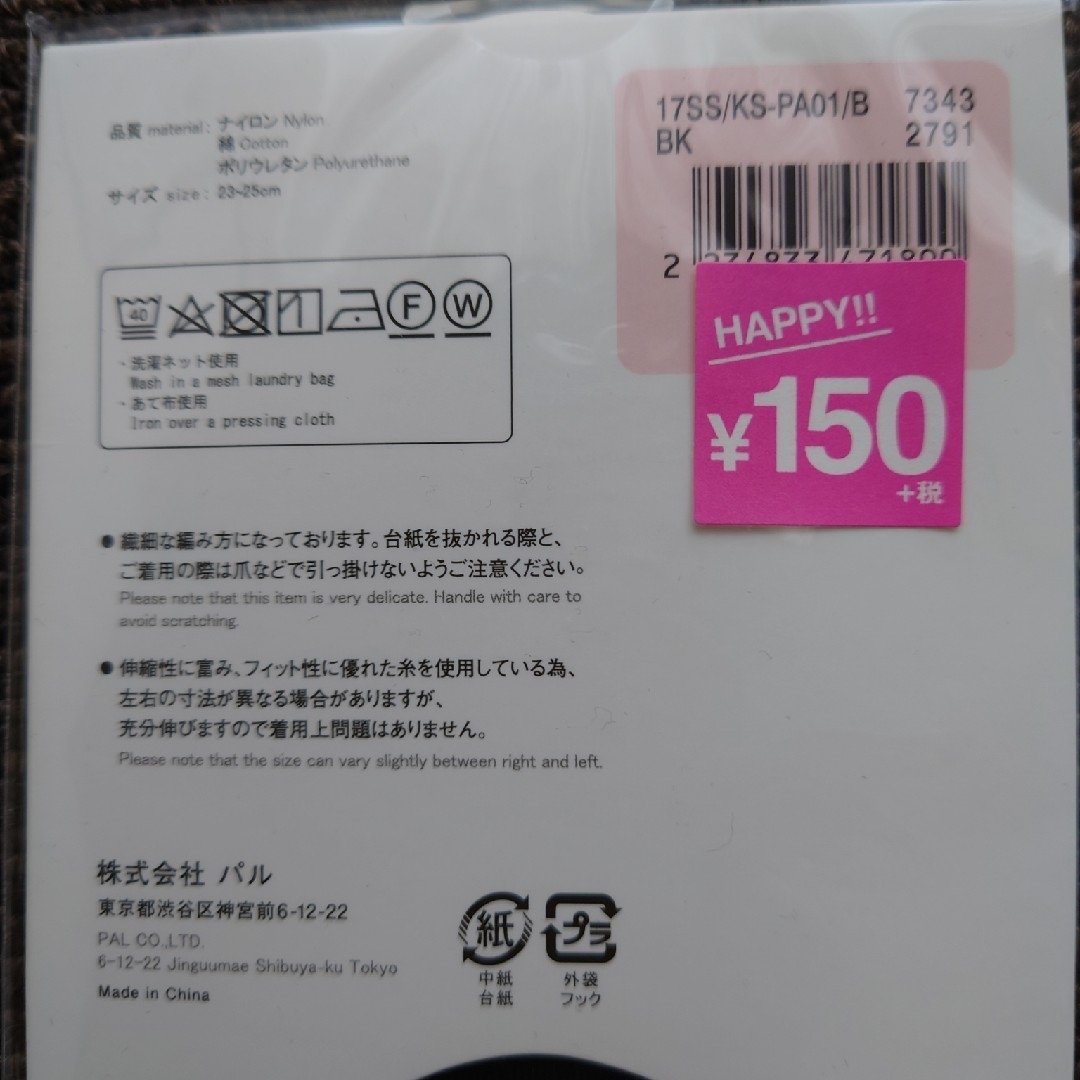 品質 material: ナイロン Nylon
綿 Cotton
ポリウレタン Polyurethane
サイズ size: 23~25cm
17SS/KS-PA01/B 7343
BK 2791
2
40
F
W
・洗濯ネット使用
Wash in a mesh laundry bag
・あて布使用
Iron over a pressing cloth
HAPPY!!
¥150
+税
●繊細な編み方になっております。台紙を抜かれる際と、
ご着用の際は爪などで引っ掛けないようご注意ください。
Please note that this item is very delicate. Handle with care to
avoid scratching.
●伸縮性に富み、フィット性に優れた糸を使用している為、
左右の寸法が異なる場合がありますが、
充分伸びますので着用上問題はありません。
Please note that the size can vary slightly between right and left.
株式会社 パル
東京都渋谷区神宮前6-12-22
PAL CO.,LTD.
6-12-22 Jinguumae Shibuya-ku Tokyo
Made in China
紙
中紙
台紙
プラ
外袋
フック